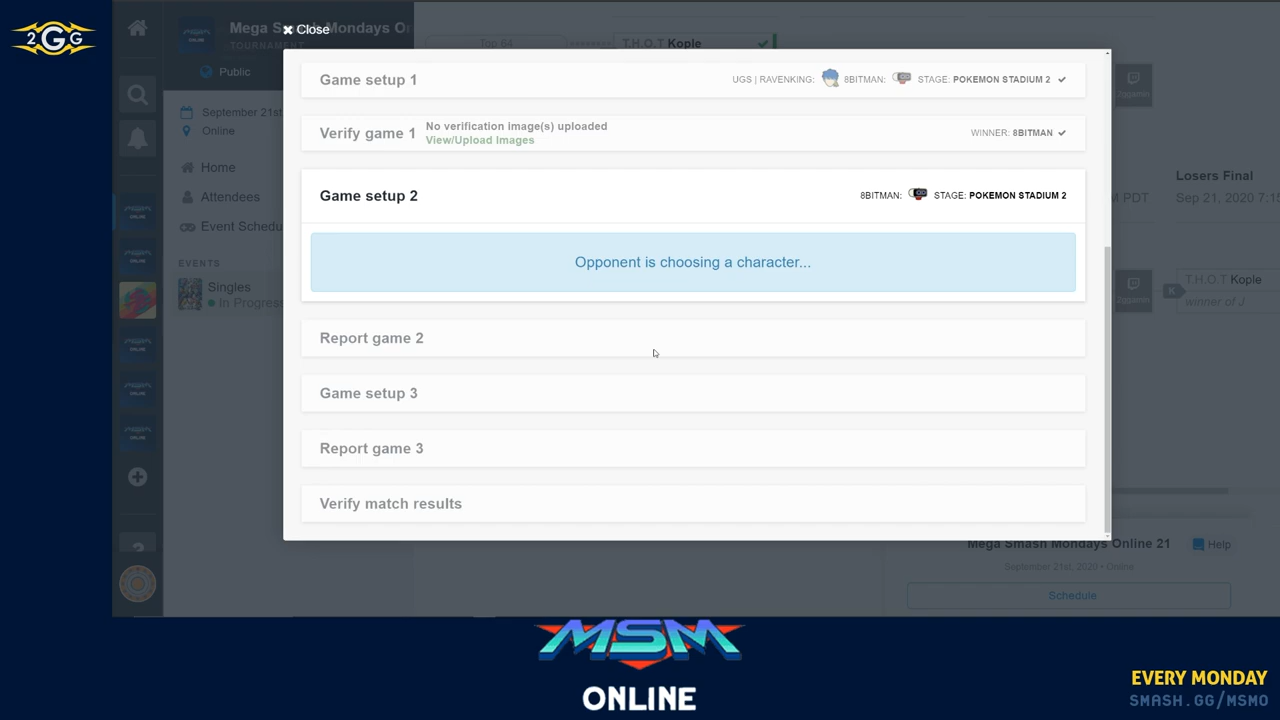 2GG
Mega Smash Mondays On
TOURNAMENT
Public
September 21st
Online
Home
Attendees
Event Schedu
EVENTS
Singles
In Progress
Close
Game setup 1
UGS | RAVENKING:
8BITMAN:
STAGE: POKEMON STADIUM 2
Verify game 1
No verification image(s) uploaded
View/Upload Images
WINNER: 8BITMAN
Game setup 2
8BITMAN:
STAGE: POKEMON STADIUM 2
Opponent is choosing a character...
Report game 2
Game setup 3
Report game 3
Verify match results
Top 64
T.H.O.T Kople
Losers Final
M PDT
Sep 21, 2020 7:15
K
T.H.O.T Kople
winner of J
Mega Smash Mondays Online 21
Help
September 21st, 2020 • Online
Schedule
MSM
ONLINE
EVERY MONDAY
SMASH.GG/MSMO